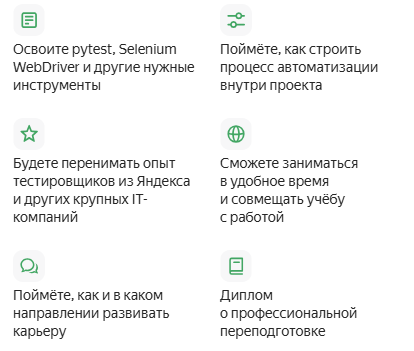 Освоите pytest, Selenium
WebDriver и другие нужные
инструменты
Поймёте, как строить
процесс автоматизации
внутри проекта
Будете перенимать опыт
тестировщиков из Яндекса
и других крупных IT-
компаний
Сможете заниматься
в удобное время
и совмещать учёбу
с работой
Поймёте, как и в каком
направлении развивать
карьеру
Диплом
о профессиональной
переподготовке